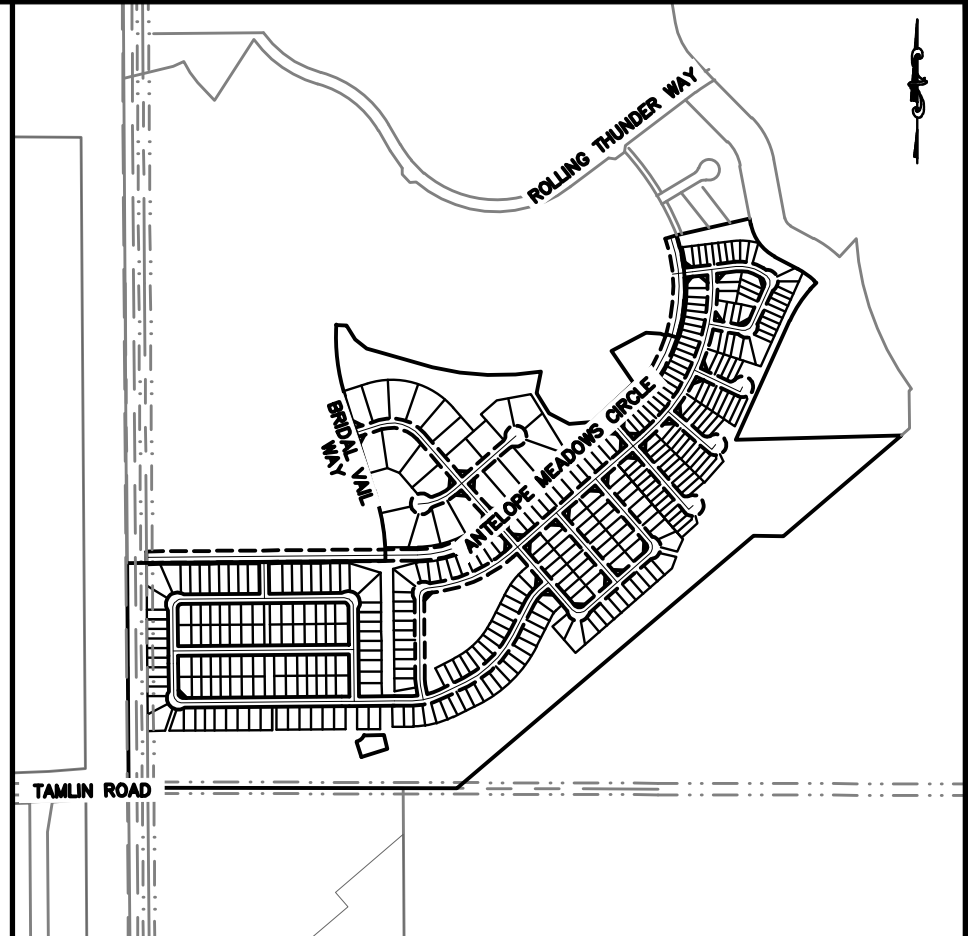 ROLLING THUNDER WAY
BRIDAL VAIL
WAY
ANTELOPE MEADOWS CIRCLE
TAMLIN ROAD